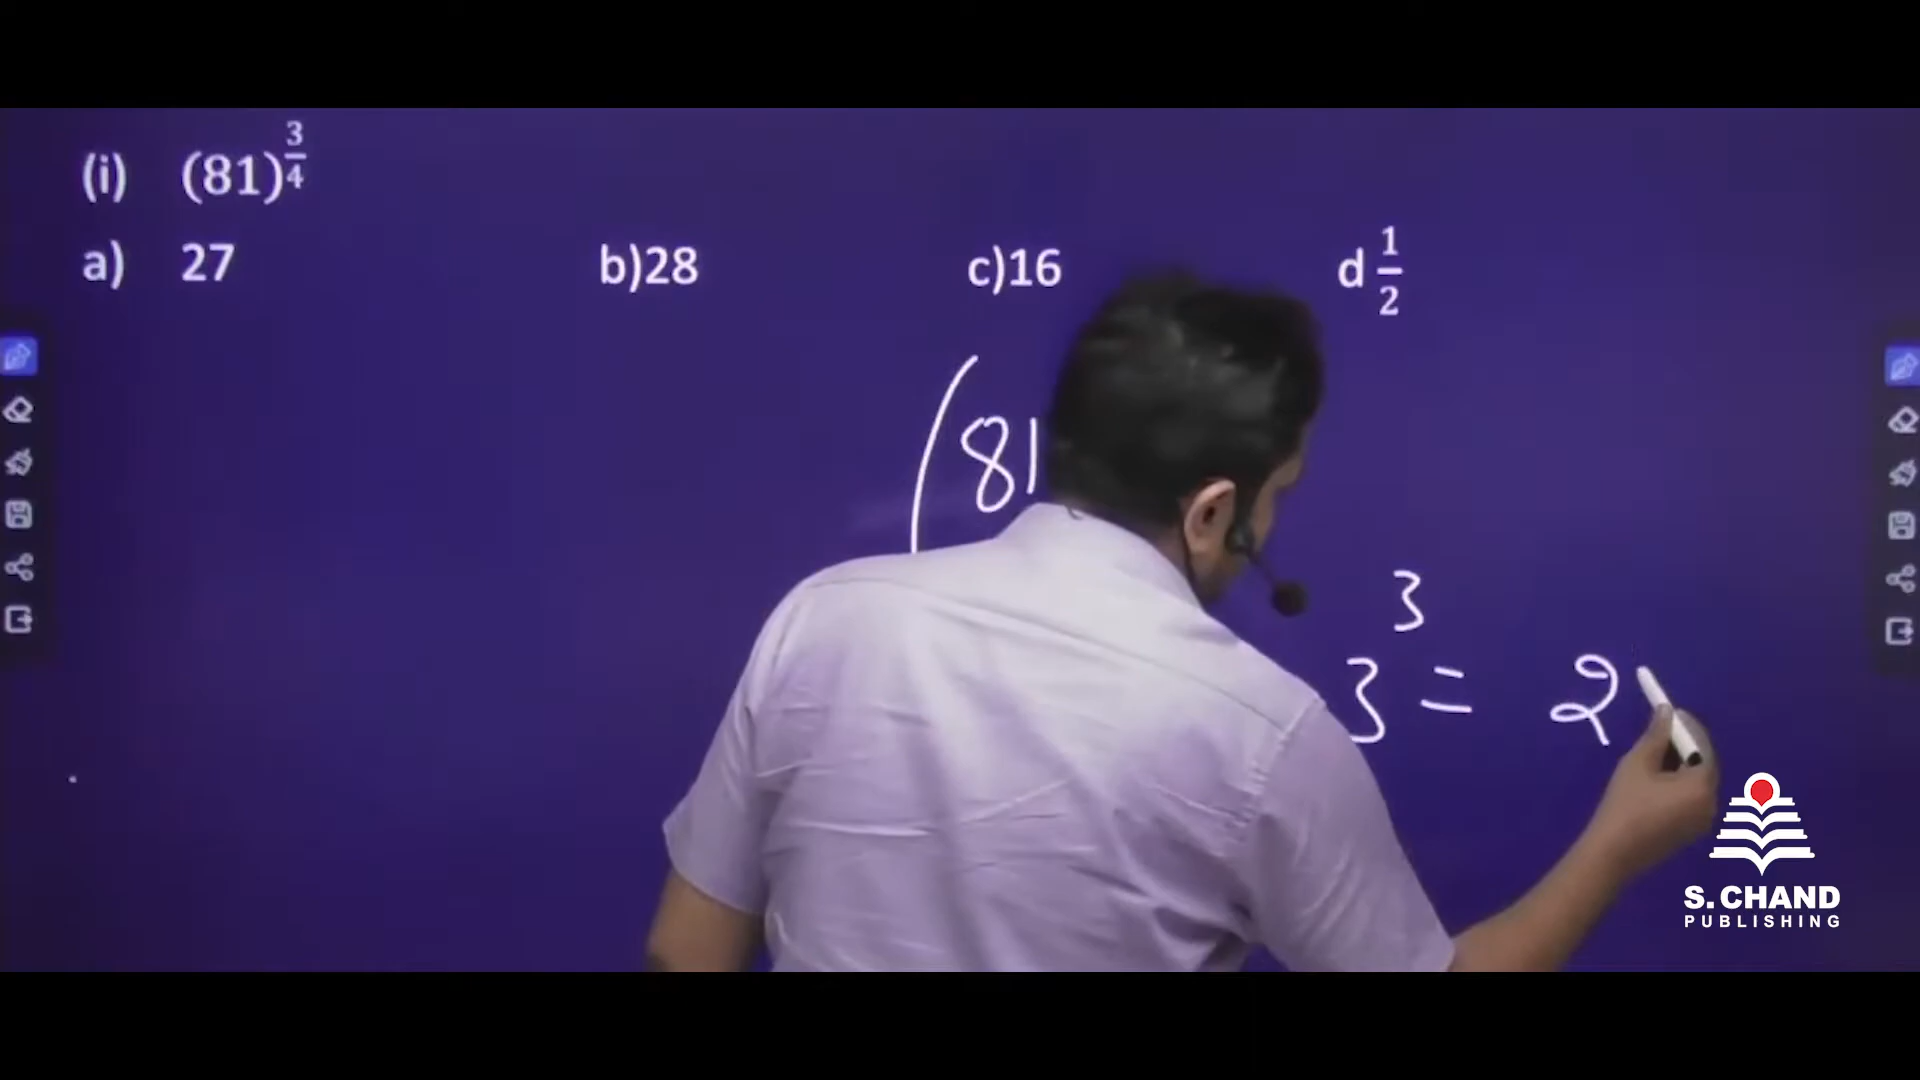 (i) (81)^{3/4}
a) 27 b)28 c)16 d 1/2
(81
3^3 = 2
S. CHAND
PUBLISHING